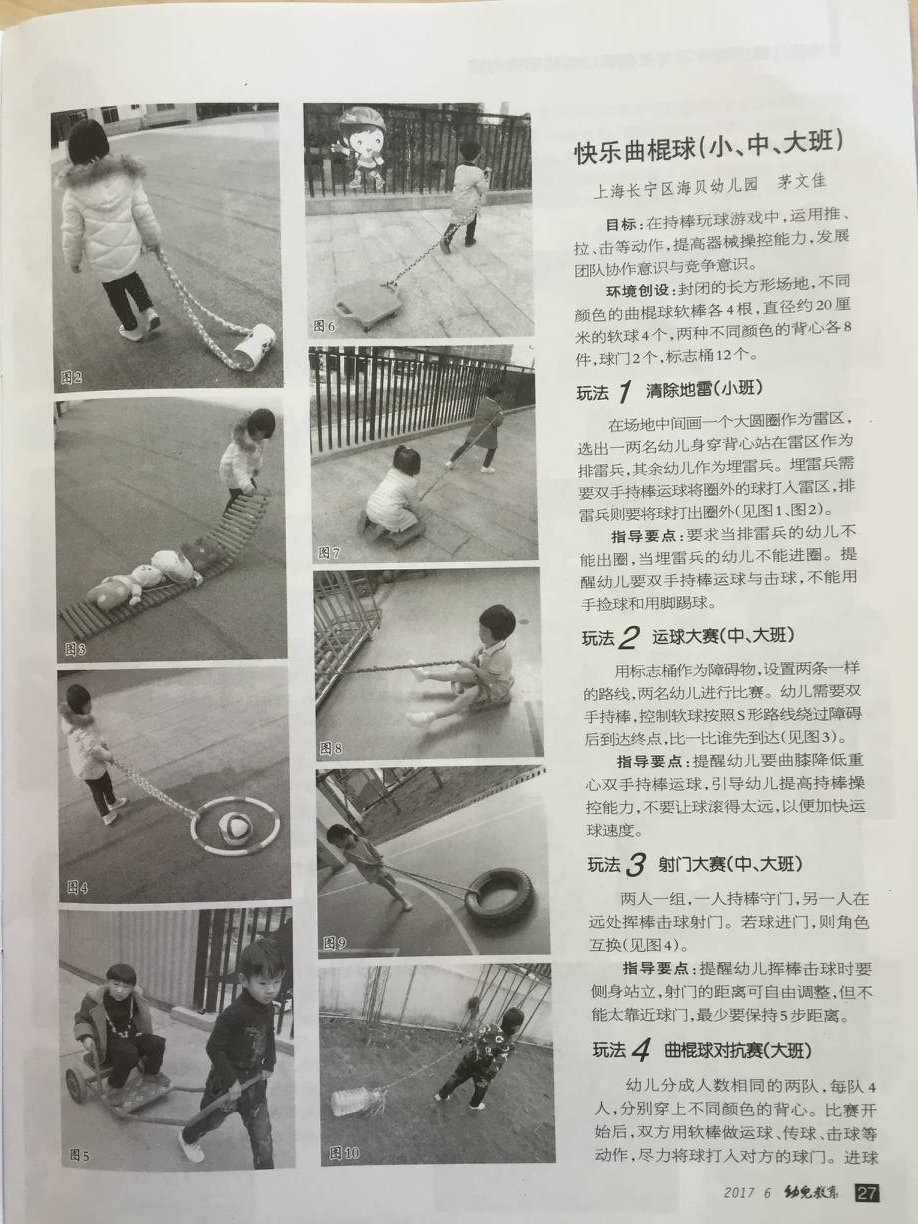 图2
图3
图4
图5
图6
图7
图8
图9
图10
快乐曲棍球(小、中、大班)
上海长宁区海贝幼儿园 茅文佳
目标:在持棒玩球游戏中,运用推、
拉、击等动作,提高器械操控能力,发展
团队协作意识与竞争意识。
环境创设:封闭的长方形场地,不同
颜色的曲棍球软棒各4根,直径约20厘
米的软球4个,两种不同颜色的背心各8
件,球门2个,标志桶12个。
玩法1 清除地雷(小班)
在场地中间画一个大圆圈作为雷区,
选出一两名幼儿身穿背心站在雷区作为
排雷兵,其余幼儿作为埋雷兵。埋雷兵需
要双手持棒运球将圈外的球打入雷区,排
雷兵则要将球打出圈外(见图1、图2)。
指导要点:要求当排雷兵的幼儿不
能出圈,当埋雷兵的幼儿不能进圈。提
醒幼儿要双手持棒运球与击球,不能用
手捡球和用脚踢球。
玩法2 运球大赛(中、大班)
用标志桶作为障碍物,设置两条一样
的路线,两名幼儿进行比赛。幼儿需要双
手持棒,控制软球按照S形路线绕过障碍
后到达终点,比一比谁先到达(见图3)。
指导要点:提醒幼儿要曲膝降低重
心双手持棒运球,引导幼儿提高持棒操
控能力,不要让球滚得太远,以便加快运
球速度。
玩法3 射门大赛(中、大班)
两人一组,一人持棒守门,另一人在
远处挥棒击球射门。若球进门,则角色
互换(见图4)。
指导要点:提醒幼儿挥棒击球时要
侧身站立,射门的距离可自由调整,但不
能太靠近球门,最少要保持5步距离。
玩法4 曲棍球对抗赛(大班)
幼儿分成人数相同的两队,每队4
人,分别穿上不同颜色的背心。比赛开
始后,双方用软棒做运球、传球、击球等
动作,尽力将球打入对方的球门。进球
2017 6 幼儿教育 27